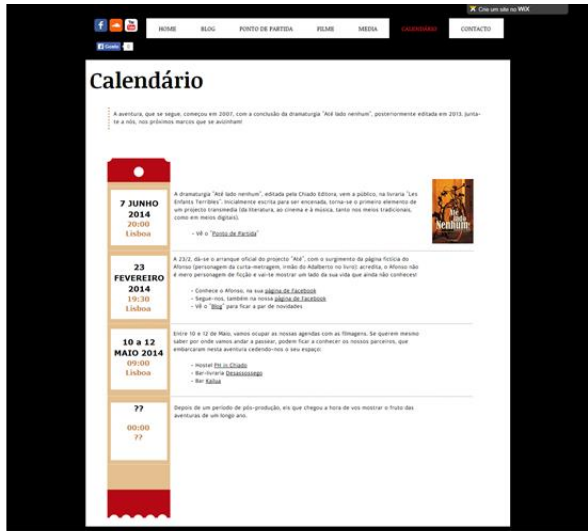 Crie um site no WiX
HOME BLOG PONTO DE PARTIDA FILME MEDIA CALENDÁRIO CONTACTO
Gosto 0
Calendário
A aventura, que se segue, começou em 2007, com a conclusão da dramaturgia "Até lado nenhum", posteriormente editada em 2013. Junta-
te a nós, nos próximos marcos que se avizinham!
7 JUNHO
2014
20:00
Lisboa
A dramaturgia "Até lado nenhum", editada pela Chiado Editora, vem a público, na livraria "Les
Enfants Terribles". Inicialmente escrita para ser encenada, torna-se o primeiro elemento de
um projecto transmedia (da literatura, ao cinema e à música, tanto nos meios tradicionais,
como em meios digitais).
- Vê o "Ponto de Partida"
Até
lado
Nenhum
23
FEVEREIRO
2014
19:30
Lisboa
A 23/2, dá-se o arranque oficial do projecto "Até", com o surgimento da página fictícia do
Afonso (personagem da curta-metragem, irmão do Adalberto no livro): acredita, o Afonso não
é mero personagem de ficção e vai-se mostrar um lado da sua vida que ainda não conheces!
- Conhece o Afonso, na sua página de Facebook
- Segue-nos, também na nossa página de Facebook
- Vê o "Blog" para ficar a par de novidades
10 a 12
MAIO 2014
09:00
Lisboa
Entre 10 e 12 de Maio, vamos ocupar as nossas agendas com as filmagens. Se querem mesmo
saber por onde vamos andar a passear, podem ficar a conhecer os nossos parceiros, que
embarcaram nesta aventura cedendo-nos o seu espaço:
- Hostel PH in Chiado
- Bar-livraria Desassossego
- Bar Kalua
??
00:00
??
Depois de um período de pós-produção, eis que chegou a hora de vos mostrar o fruto das
aventuras de um longo ano.